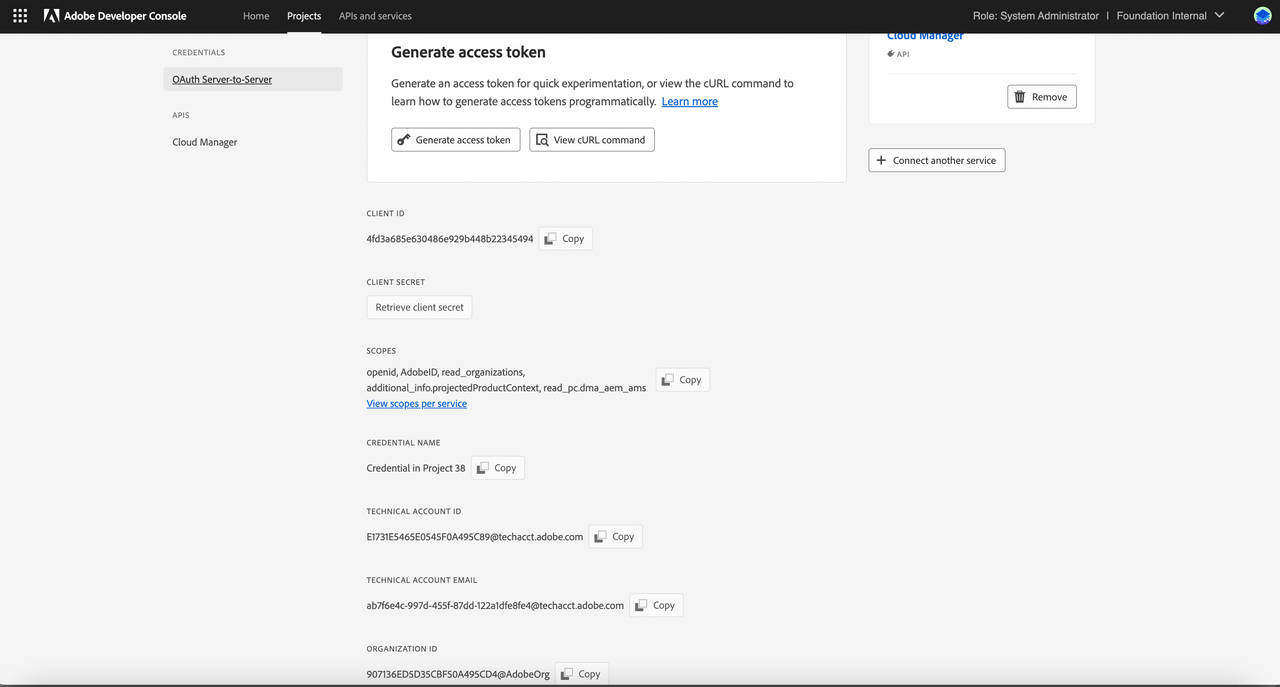 Adobe Developer Console
Home
Projects
APIs and services
Role: System Administrator | Foundation Internal
CREDENTIALS
OAuth Server-to-Server
APIS
Cloud Manager
Generate access token
Generate an access token for quick experimentation, or view the cURL command to
learn how to generate access tokens programmatically. Learn more
Generate access token
View cURL command
Cloud Manager
API
Remove
Connect another service
CLIENT ID
4fd3a685e630486e929b448b22345494
Copy
CLIENT SECRET
Retrieve client secret
SCOPES
openid, AdobeID, read_organizations,
additional_info.projectedProductContext, read_pc.dma_aem_ams
Copy
View scopes per service
CREDENTIAL NAME
Credential in Project 38
Copy
TECHNICAL ACCOUNT ID
E1731E5465E0545F0A495C89@techacct.adobe.com
Copy
TECHNICAL ACCOUNT EMAIL
ab7f6e4c-997d-455f-87dd-122a1dfe8fe4@techacct.adobe.com
Copy
ORGANIZATION ID
907136ED5D35CBF50A495CD4@AdobeOrg
Copy